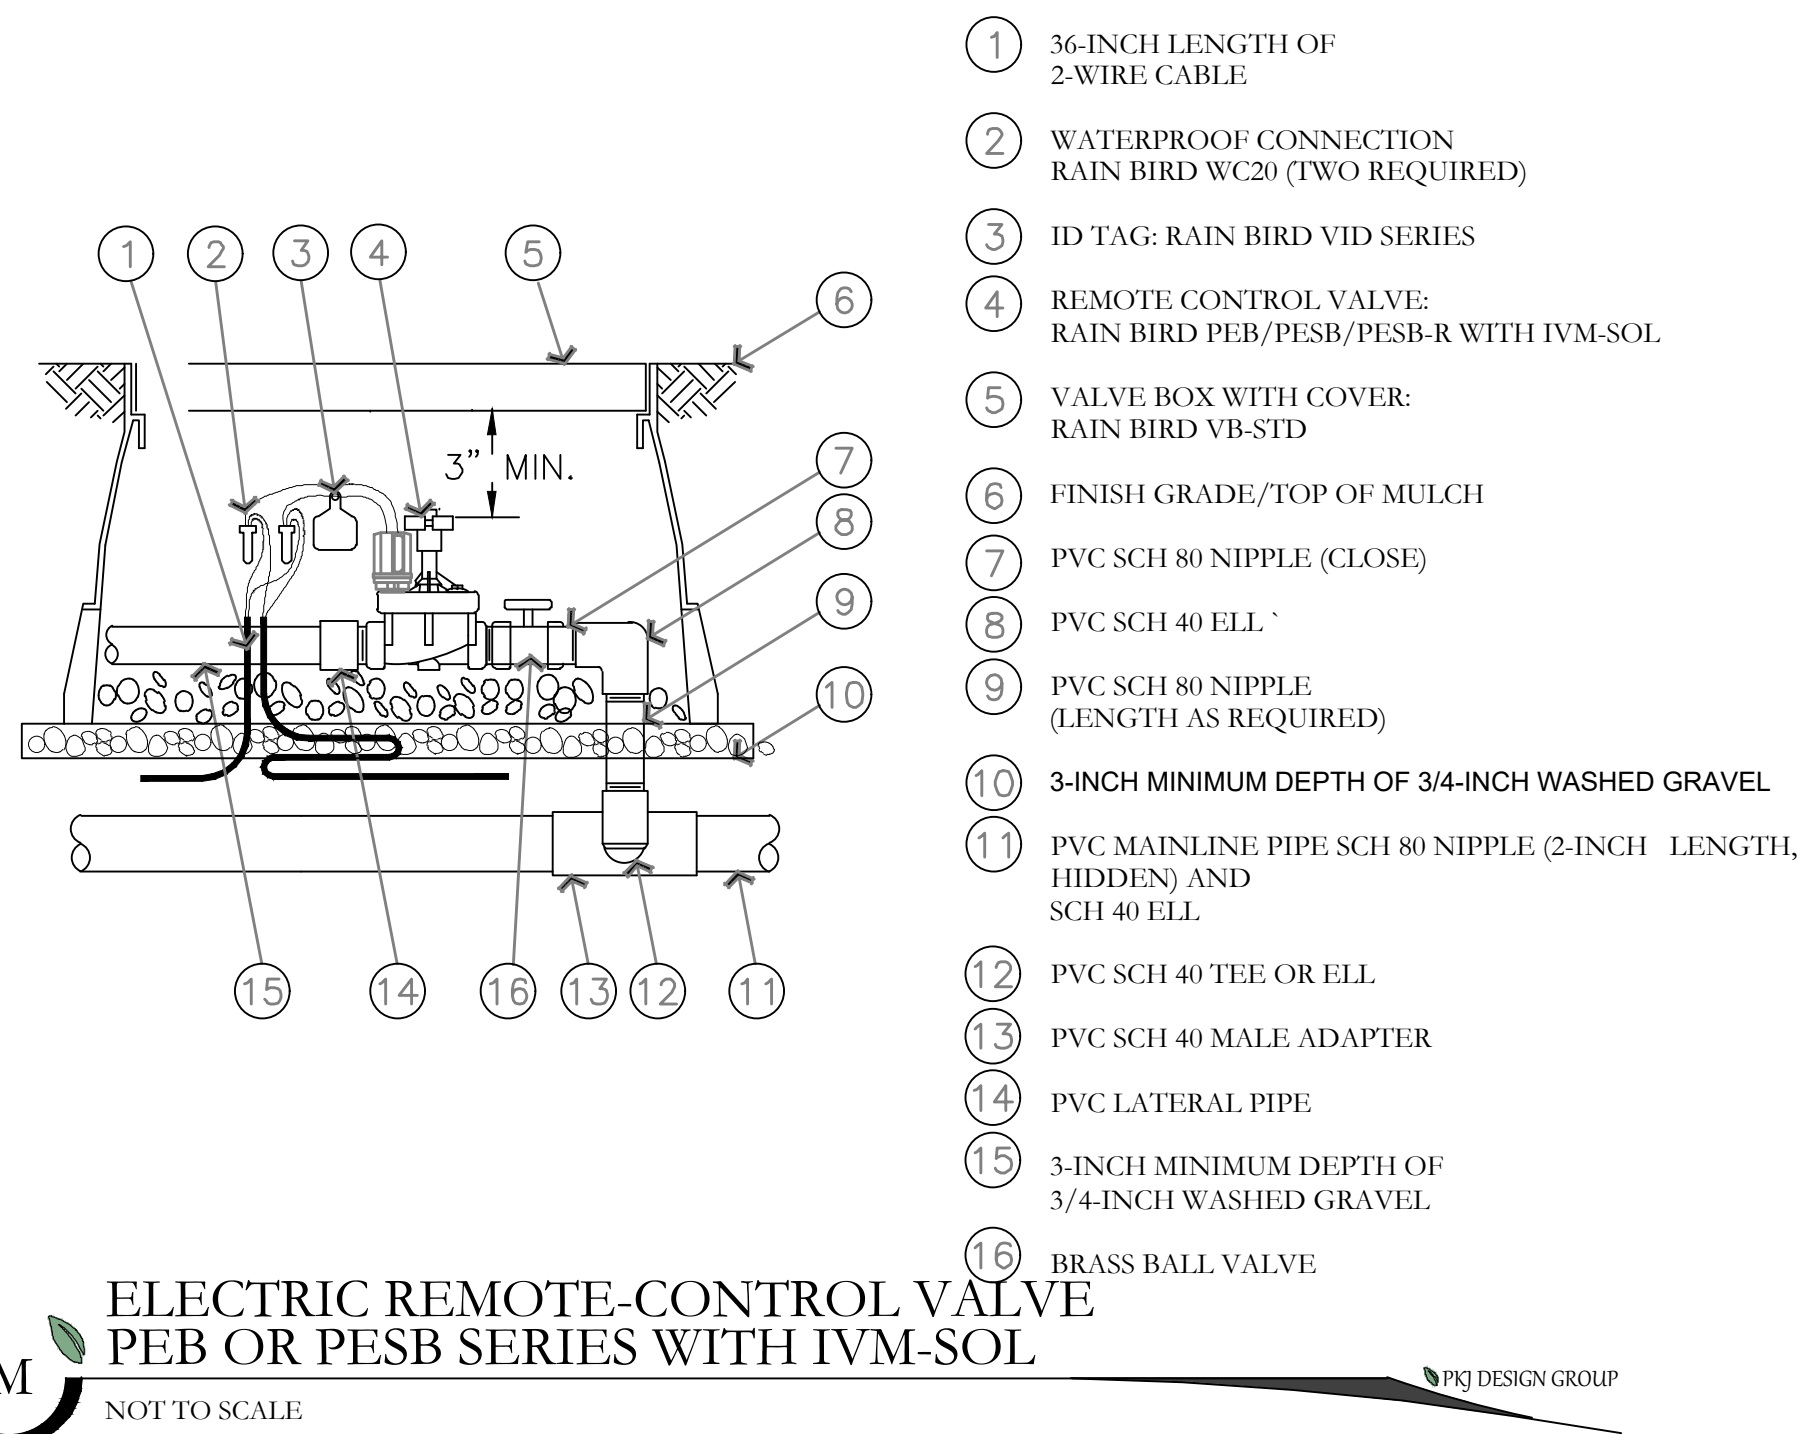 1 36-INCH LENGTH OF
2-WIRE CABLE
2 WATERPROOF CONNECTION
RAIN BIRD WC20 (TWO REQUIRED)
3 ID TAG: RAIN BIRD VID SERIES
4 REMOTE CONTROL VALVE:
RAIN BIRD PEB/PESB/PESB-R WITH IVM-SOL
5 VALVE BOX WITH COVER:
RAIN BIRD VB-STD
6 FINISH GRADE/TOP OF MULCH
7 PVC SCH 80 NIPPLE (CLOSE)
8 PVC SCH 40 ELL `
9 PVC SCH 80 NIPPLE
(LENGTH AS REQUIRED)
10 3-INCH MINIMUM DEPTH OF 3/4-INCH WASHED GRAVEL
11 PVC MAINLINE PIPE SCH 80 NIPPLE (2-INCH LENGTH,
HIDDEN) AND
SCH 40 ELL
12 PVC SCH 40 TEE OR ELL
13 PVC SCH 40 MALE ADAPTER
14 PVC LATERAL PIPE
15 3-INCH MINIMUM DEPTH OF
3/4-INCH WASHED GRAVEL
16 BRASS BALL VALVE
1 2 3 4 5
6
3" MIN.
7
8
9
10
15 14 16 13 12 11
ELECTRIC REMOTE-CONTROL VALVE
PEB OR PESB SERIES WITH IVM-SOL
M
NOT TO SCALE
PKJ DESIGN GROUP